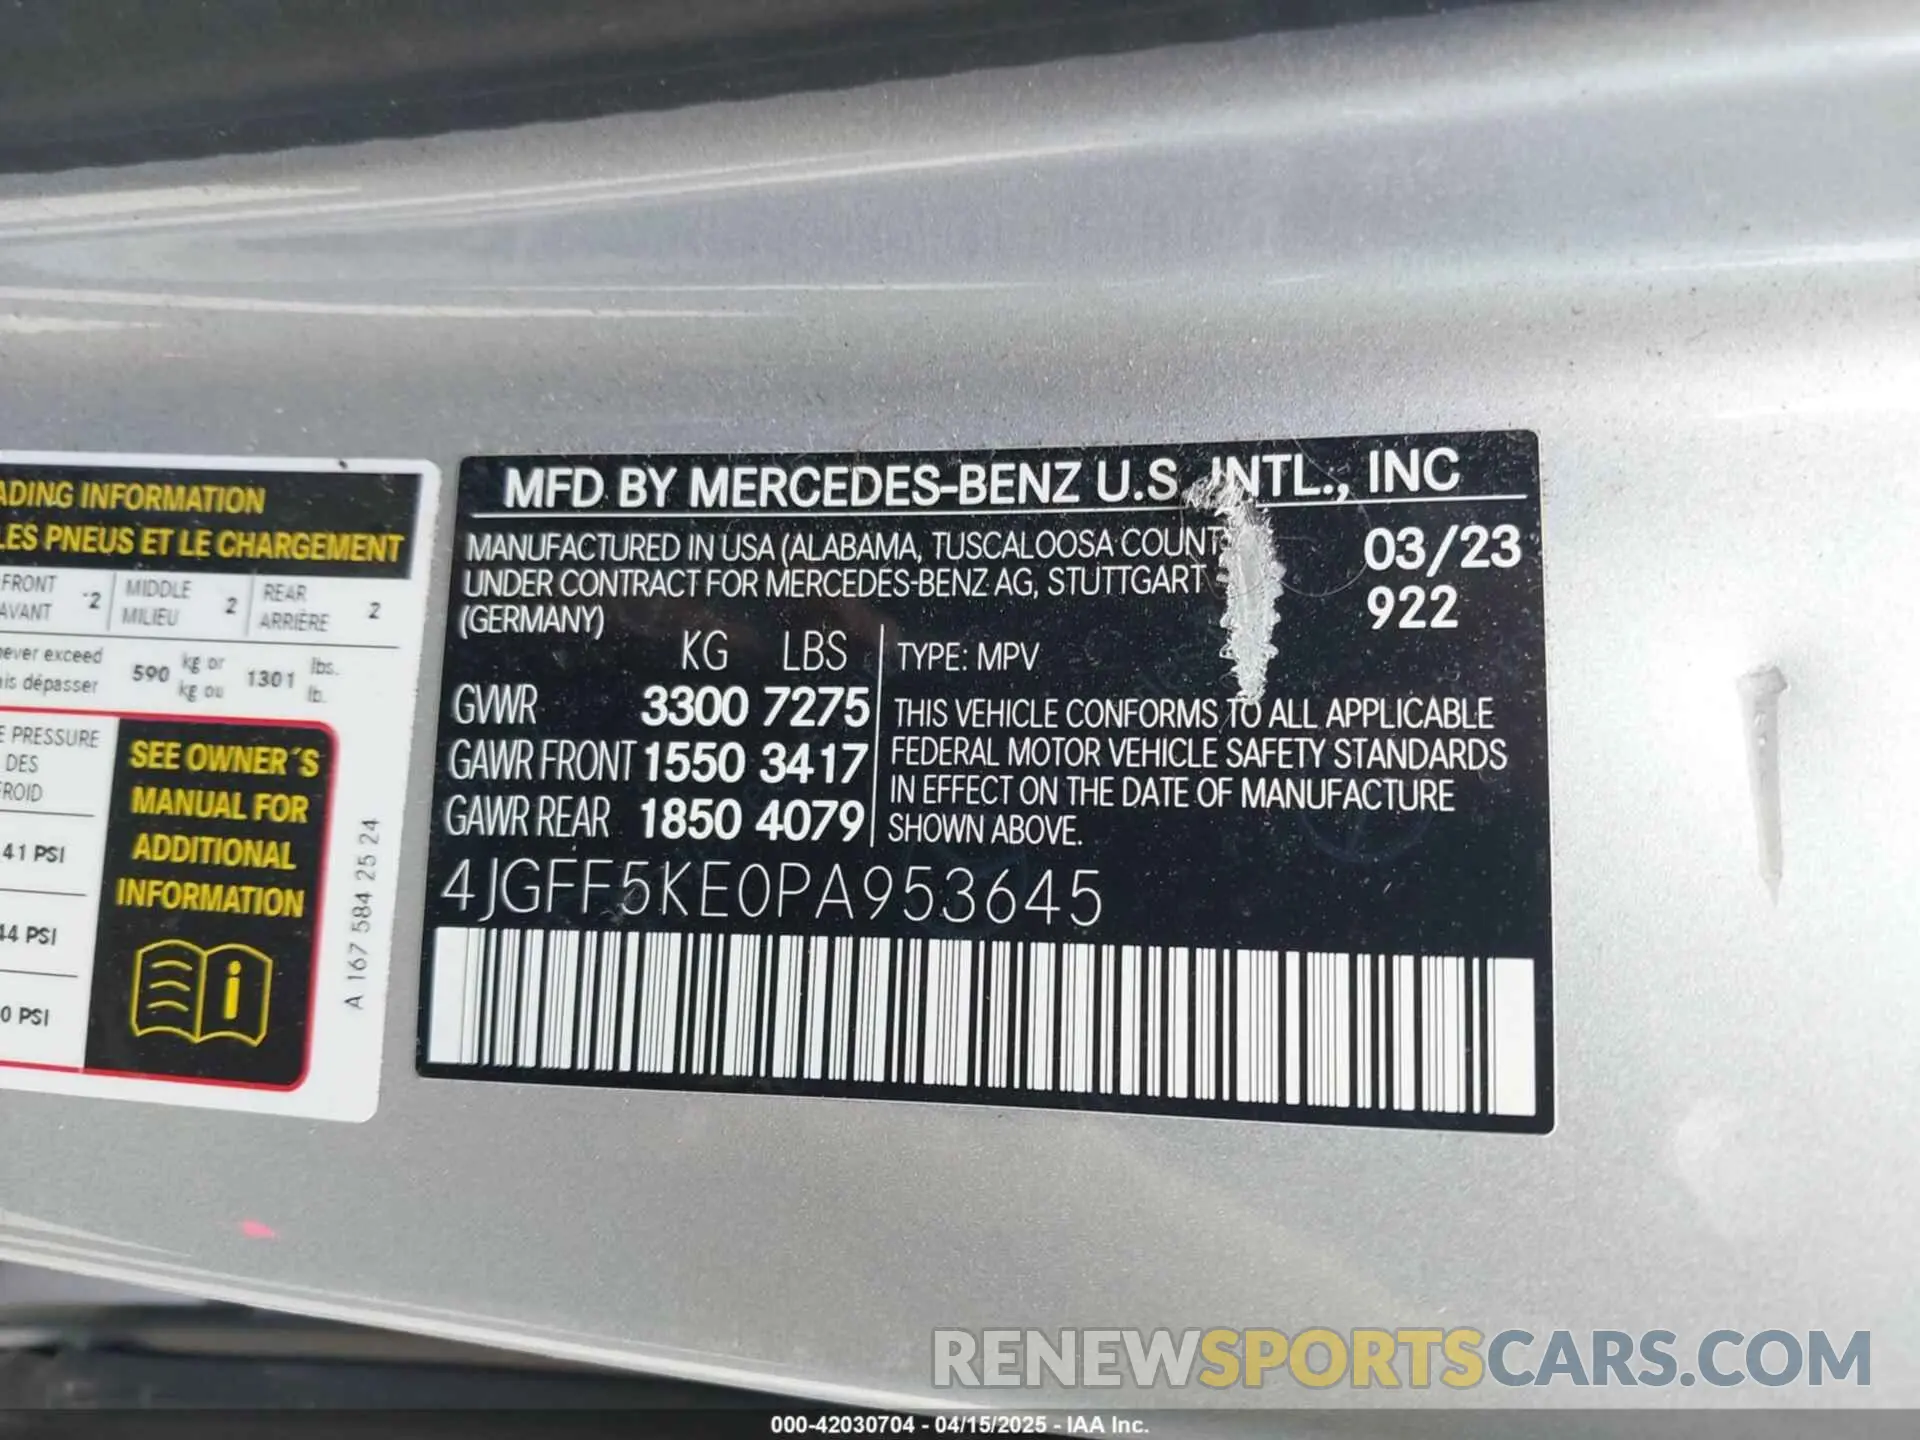 ADING INFORMATION
LES PNEUS ET LE CHARGEMENT
FRONT AVANT 2 MIDDLE MILIEU 2 REAR ARRIÈRE 2
never exceed 590 kg or 1301 lbs.
is dépasser kg ou lb.
E PRESSURE
DES
FROID
41 PSI
44 PSI
0 PSI
SEE OWNER´S
MANUAL FOR
ADDITIONAL
INFORMATION
A 167 584 25 24
MFD BY MERCEDES-BENZ U.S. INTL., INC
MANUFACTURED IN USA (ALABAMA, TUSCALOOSA COUNT
UNDER CONTRACT FOR MERCEDES-BENZ AG, STUTTGART
(GERMANY)
03/23
922
KG LBS
GVWR 3300 7275
GAWR FRONT 1550 3417
GAWR REAR 1850 4079
TYPE: MPV
THIS VEHICLE CONFORMS TO ALL APPLICABLE
FEDERAL MOTOR VEHICLE SAFETY STANDARDS
IN EFFECT ON THE DATE OF MANUFACTURE
SHOWN ABOVE.
4JGFF5KE0PA953645
RENEWSPORTSCARS.COM
000-42030704 - 04/15/2025 - IAA Inc.